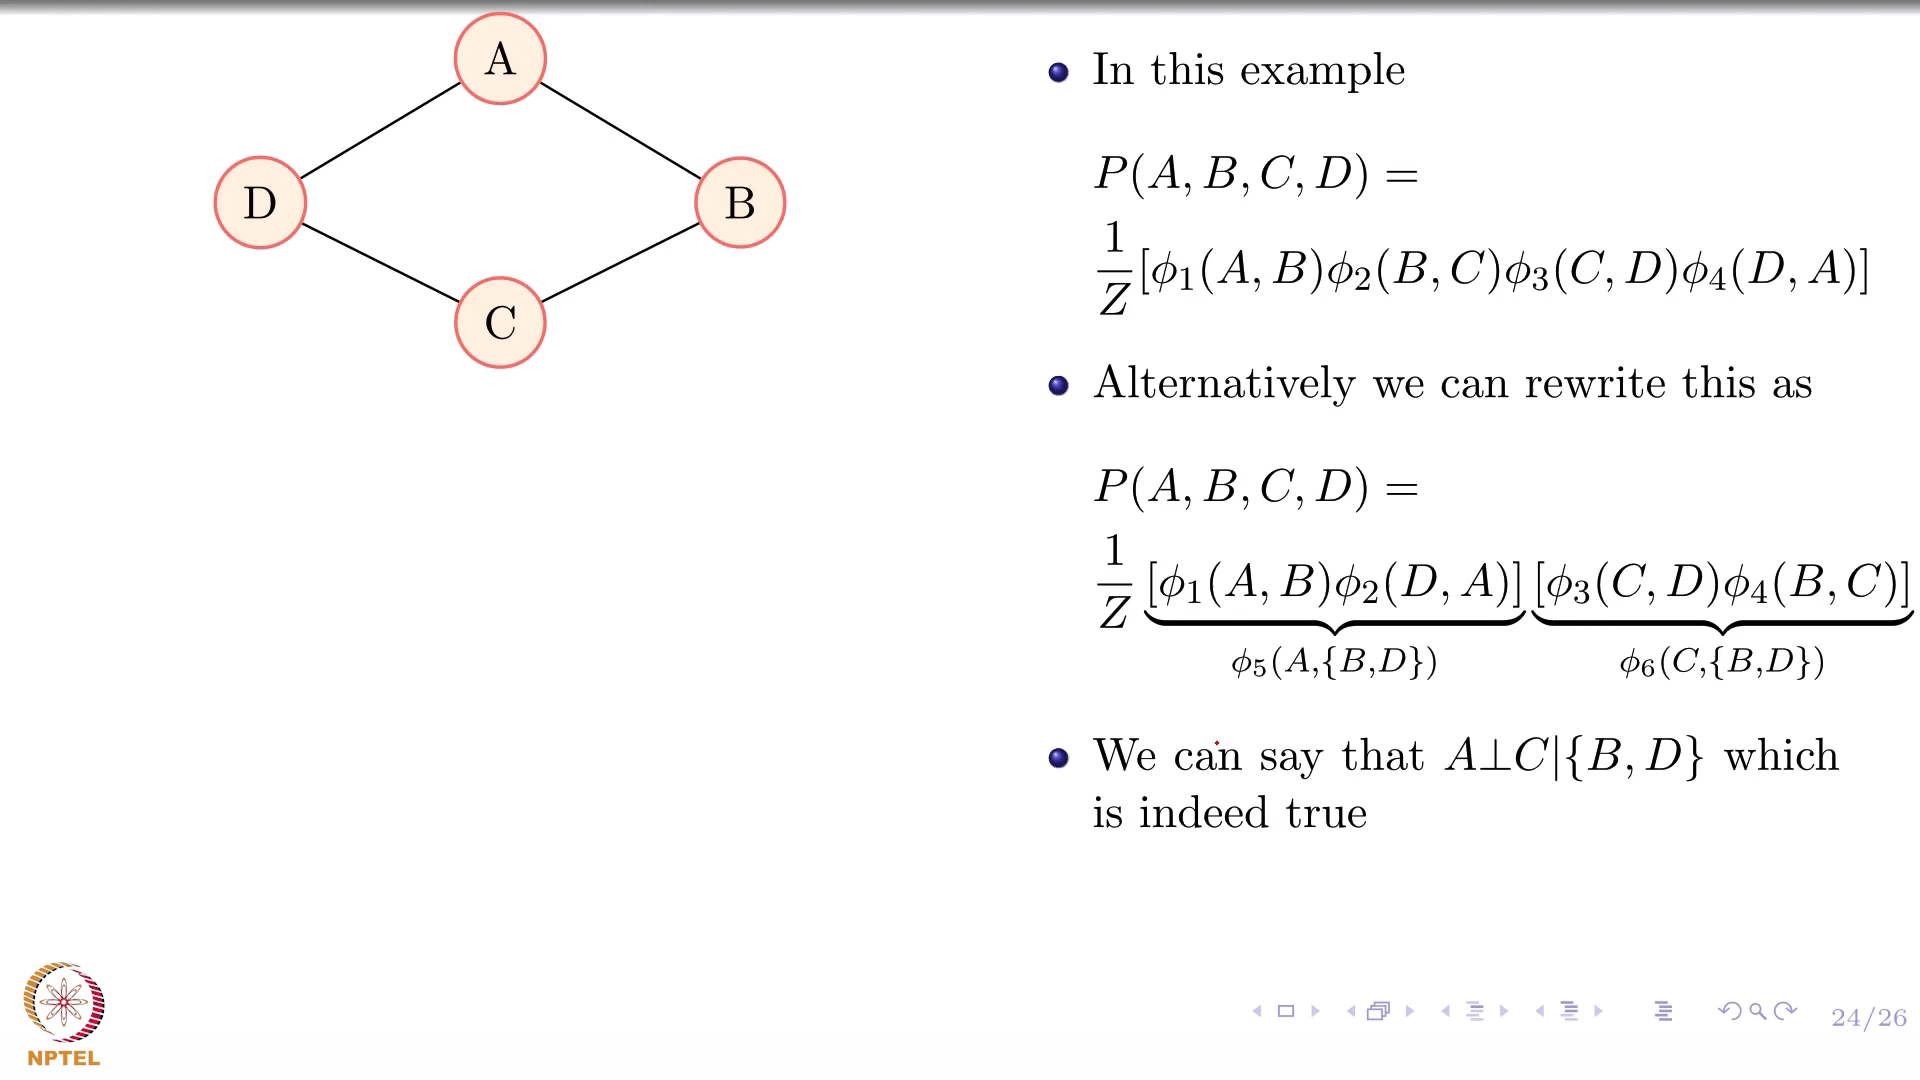 A
D
B
C
In this example
P(A, B, C, D) =
1/Z [ϕ₁(A, B)ϕ₂(B, C)ϕ₃(C, D)ϕ₄(D, A)]
Alternatively we can rewrite this as
P(A, B, C, D) =
1/Z [ϕ₁(A, B)ϕ₂(D, A)] [ϕ₃(C, D)ϕ₄(B, C)]
ϕ₅(A,{B,D}) ϕ₆(C,{B,D})
We can say that A⊥C|{B, D} which
is indeed true
NPTEL
24/26